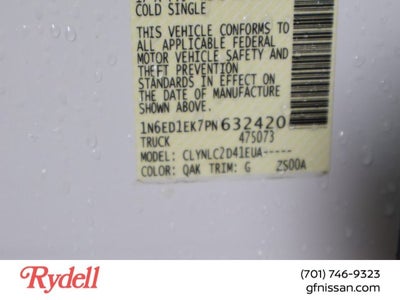 COLD SINGLE
THIS VEHICLE CONFORMS TO
ALL APPLICABLE FEDERAL
MOTOR VEHICLE SAFETY AND
THEFT PREVENTION
STANDARDS IN EFFECT ON
THE DATE OF MANUFACTURE
SHOWN ABOVE.
1N6ED1EK7PN632420
TRUCK 475073
MODEL: CLYNLC2D41EUA-----
COLOR: QAK TRIM: G ZS00A
Rydell
(701) 746-9323
gfnissan.com